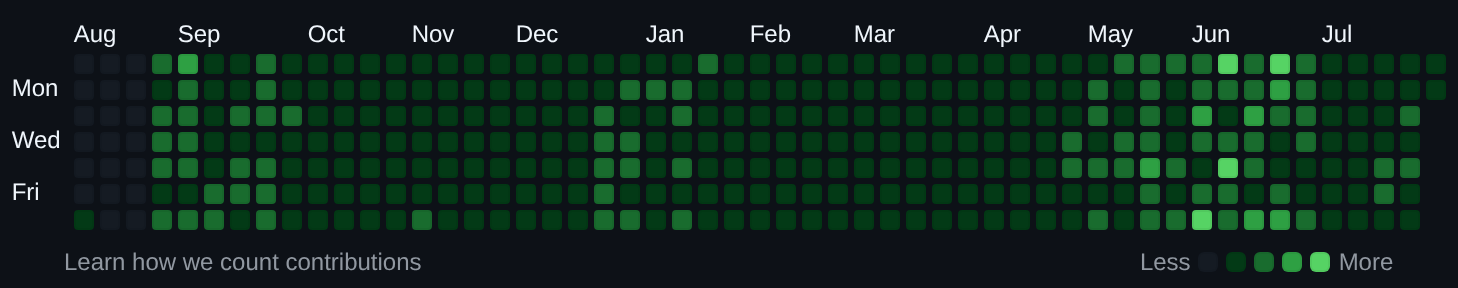 Aug Sep Oct Nov Dec Jan Feb Mar Apr May Jun Jul
Mon
Wed
Fri
Learn how we count contributions Less More